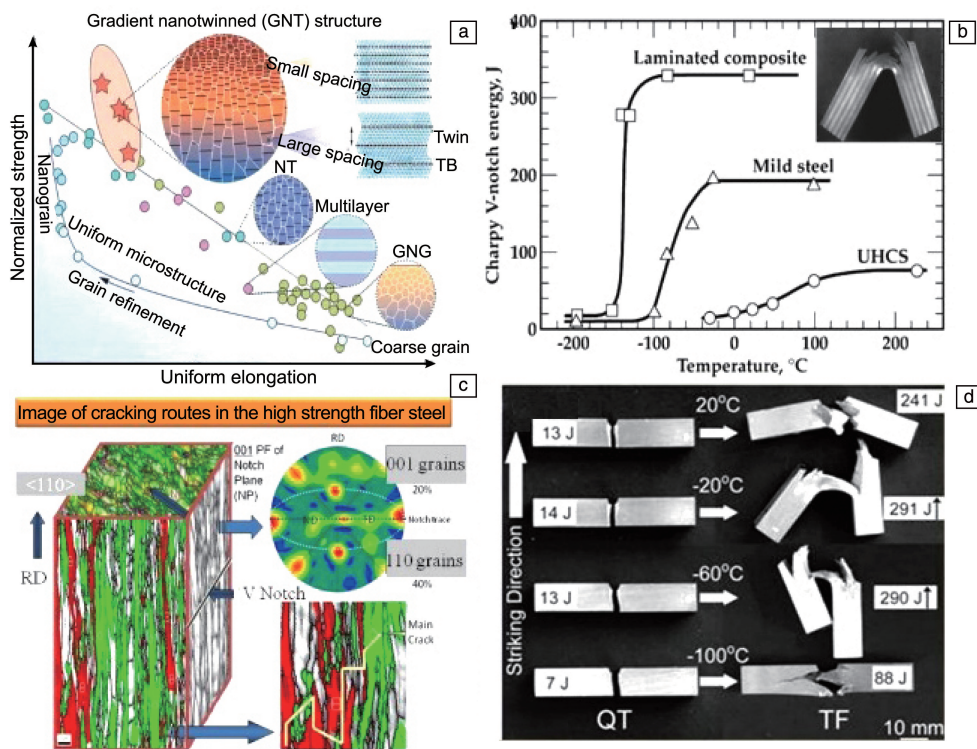 Gradient nanotwinned (GNT) structure
a
Small spacing
Large spacing
Twin
TB
NT
Multilayer
GNG
Nanograin
Uniform microstructure
Grain refinement
Coarse grain
Normalized strength
Uniform elongation
b
400
300
200
100
0
Charpy V-notch energy, J
Laminated composite
Mild steel
UHCS
-200
-100
0
100
200
Temperature, °C
c
Image of cracking routes in the high strength fiber steel
<110>
RD
001 PF of
Notch
Plane
(NP)
RD
001 grains
20%
ND
TD
Notch trace
110 grains
40%
V Notch
Main
Crack
d
Striking Direction
13 J
20°C
241 J
14 J
-20°C
291 J↑
13 J
-60°C
290 J↑
7 J
-100°C
88 J
QT
TF
10 mm